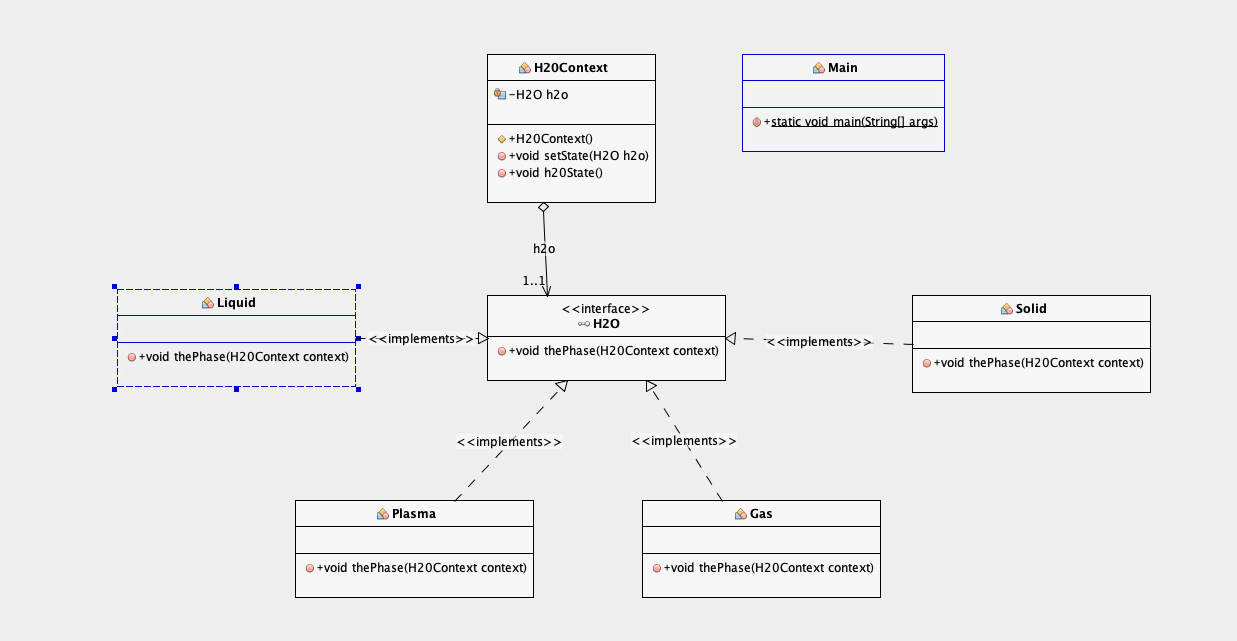 H20Context
-H2O h2o
+H20Context()
+void setState(H2O h2o)
+void h20State()
Main
+static void main(String[] args)
h2o
1..1
Liquid
+void thePhase(H20Context context)
<<implements>>
<<interface>>
H2O
+void thePhase(H20Context context)
<<implements>>
Solid
+void thePhase(H20Context context)
<<implements>>
<<implements>>
Plasma
+void thePhase(H20Context context)
Gas
+void thePhase(H20Context context)